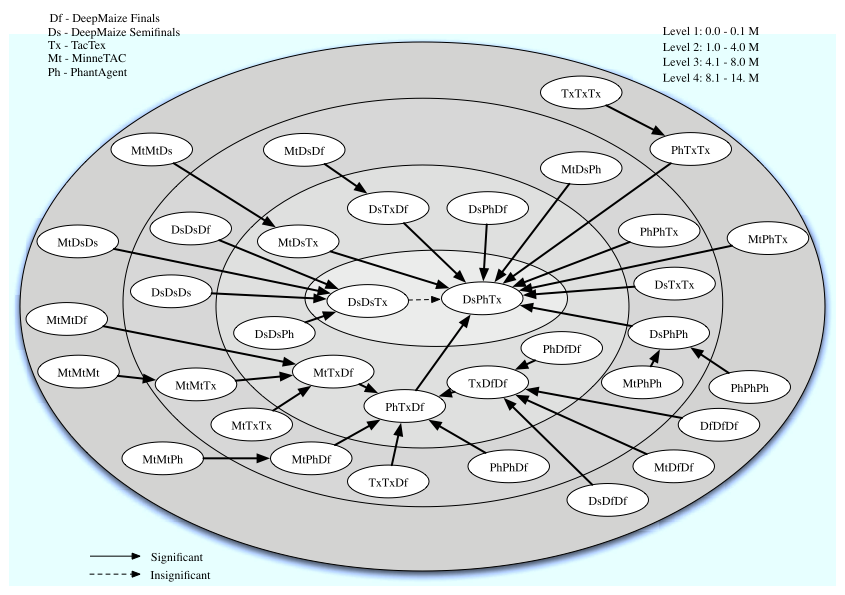 Df - DeepMaize Finals
Ds - DeepMaize Semifinals
Tx - TacTex
Mt - MinneTAC
Ph - PhantAgent
Level 1: 0.0 - 0.1 M
Level 2: 1.0 - 4.0 M
Level 3: 4.1 - 8.0 M
Level 4: 8.1 - 14. M
TxTxTx
MtMtDs
MtDsDf
PhTxTx
MtDsPh
DsTxDf
DsPhDf
DsDsDf
PhPhTx
MtDsDs
MtDsTx
MtPhTx
DsTxTx
DsDsDs
DsDsTx
DsPhTx
MtMtDf
DsDsPh
DsPhPh
PhDfDf
MtMtMt
MtMtTx
MtTxDf
TxDfDf
MtPhPh
PhPhPh
PhTxDf
MtTxTx
DfDfDf
MtMtPh
MtPhDf
PhPhDf
MtDfDf
TxTxDf
DsDfDf
Significant
Insignificant